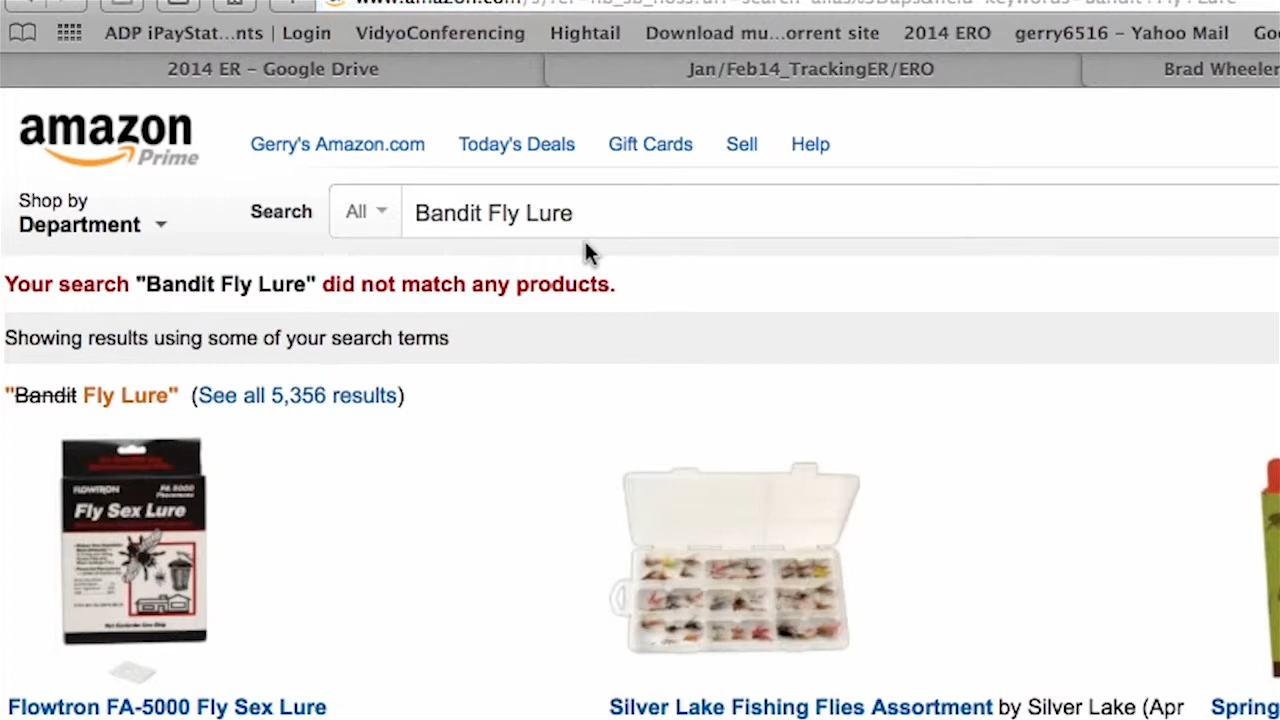 ADP iPayStat...nts | Login VidyoConferencing Hightail Download mu...orrent site 2014 ERO gerry6516 – Yahoo Mail Go
2014 ER – Google Drive Jan/Feb14_TrackingER/ERO Brad Wheeler
amazon Prime
Gerry's Amazon.com Today's Deals Gift Cards Sell Help
Shop by Department
Search All Bandit Fly Lure
Your search "Bandit Fly Lure" did not match any products.
Showing results using some of your search terms
"Bandit Fly Lure" (See all 5,356 results)
FLOWTRON FA-5000
Fly Sex Lure
Flowtron FA-5000 Fly Sex Lure Silver Lake Fishing Flies Assortment by Silver Lake (Apr Spring